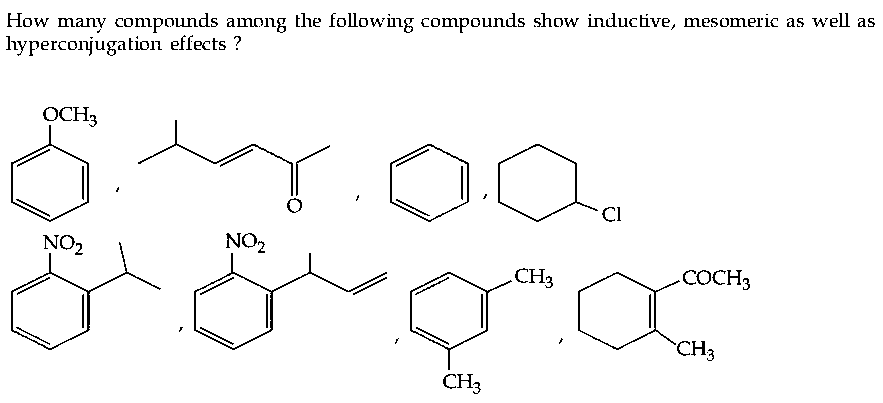 How many compounds among the following compounds show inductive, mesomeric as well as
hyperconjugation effects ?
OCH3
,
O
,
,
Cl
NO2
,
NO2
,
CH3
CH3
,
COCH3
CH3